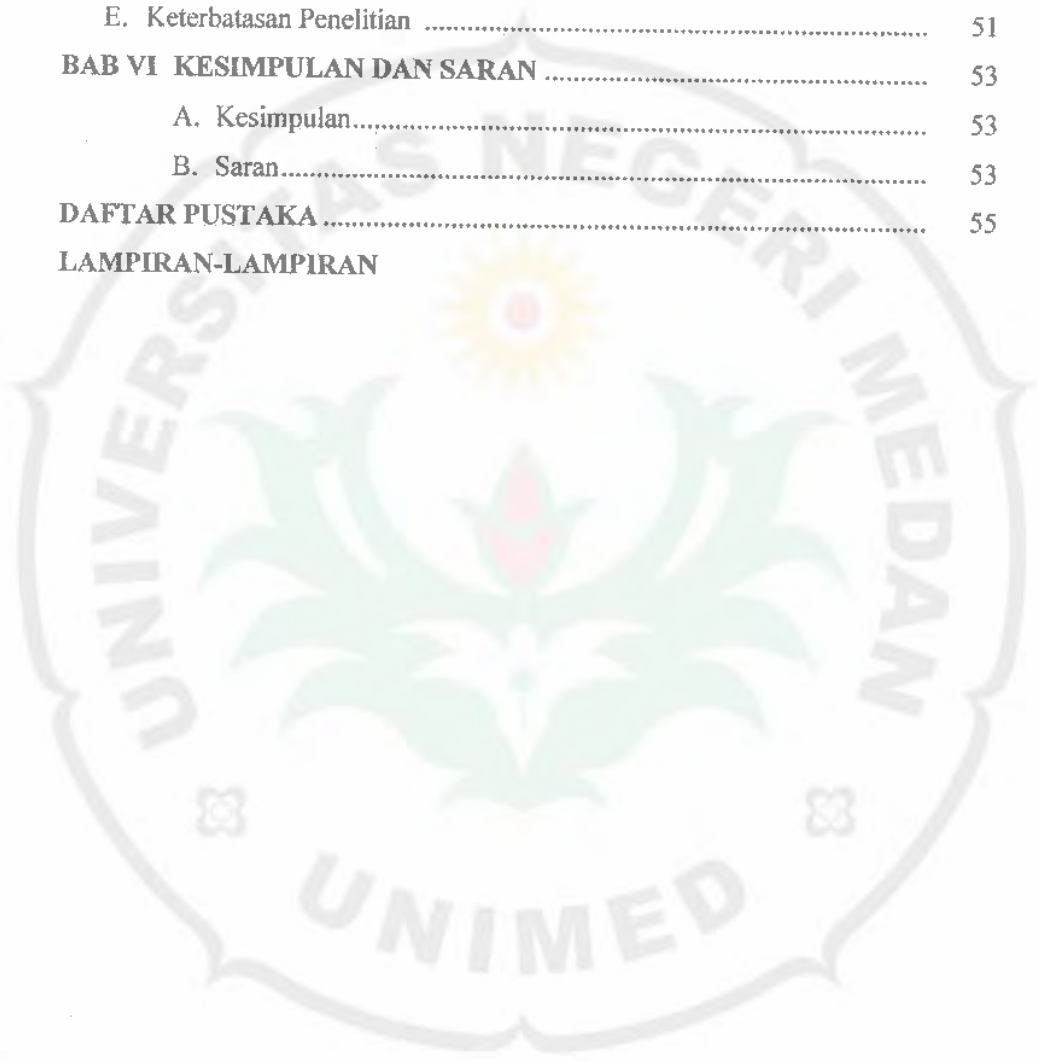 E. Keterbatasan Penelitian ........................................ 51
BAB VI KESIMPULAN DAN SARAN ........................................ 53
A. Kesimpulan ........................................ 53
B. Saran ........................................ 53
DAFTAR PUSTAKA ........................................ 55
LAMPIRAN-LAMPIRAN
UNIVERSITAS NEGERI MEDAN
UNIMED